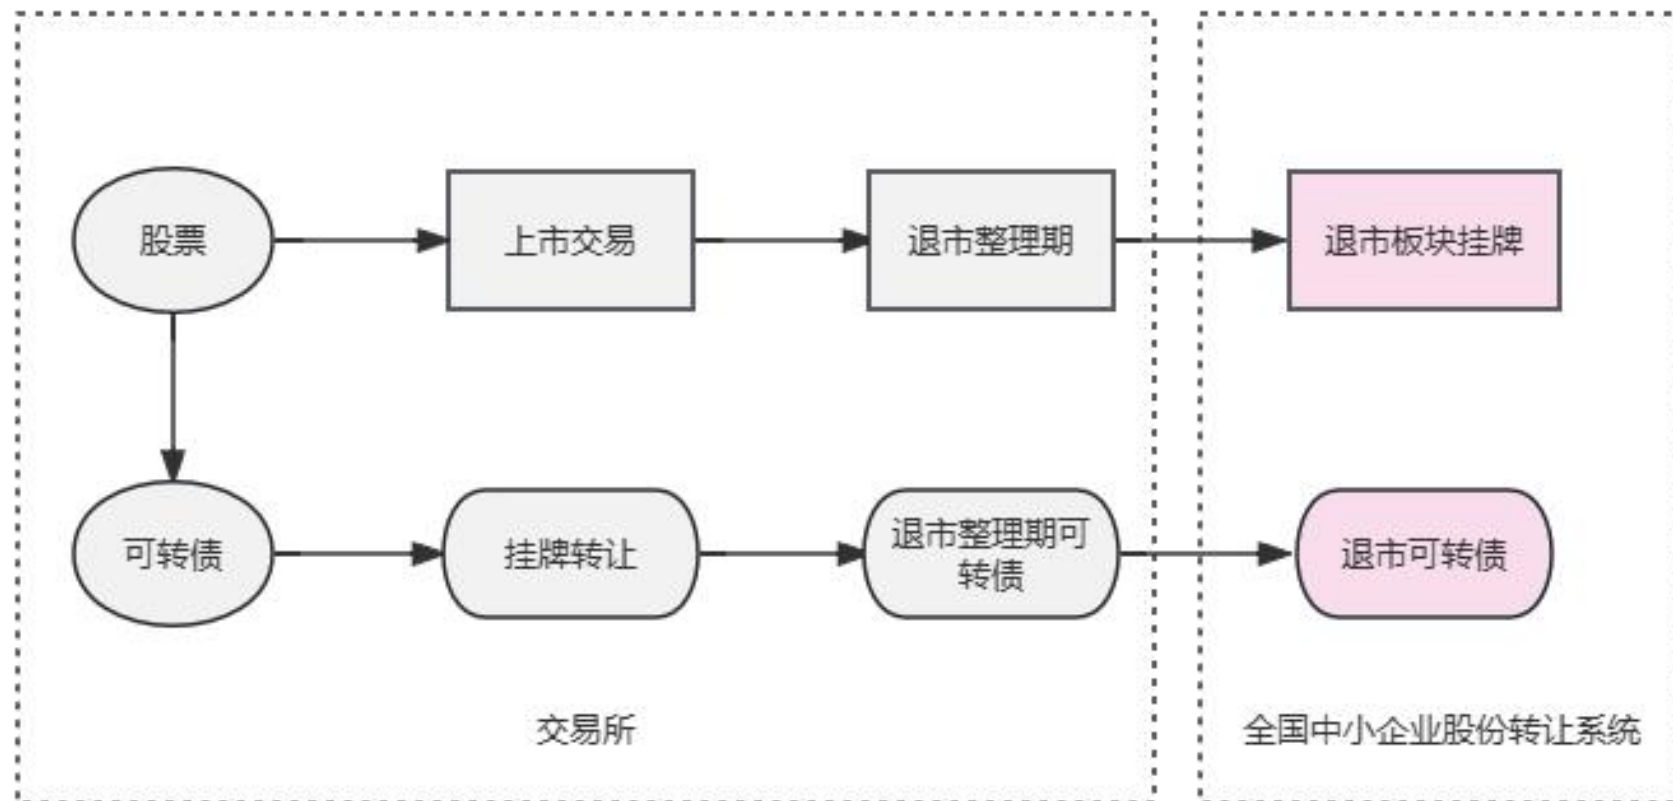 股票
上市交易
退市整理期
退市板块挂牌
可转债
挂牌转让
退市整理期可
转债
退市可转债
交易所
全国中小企业股份转让系统